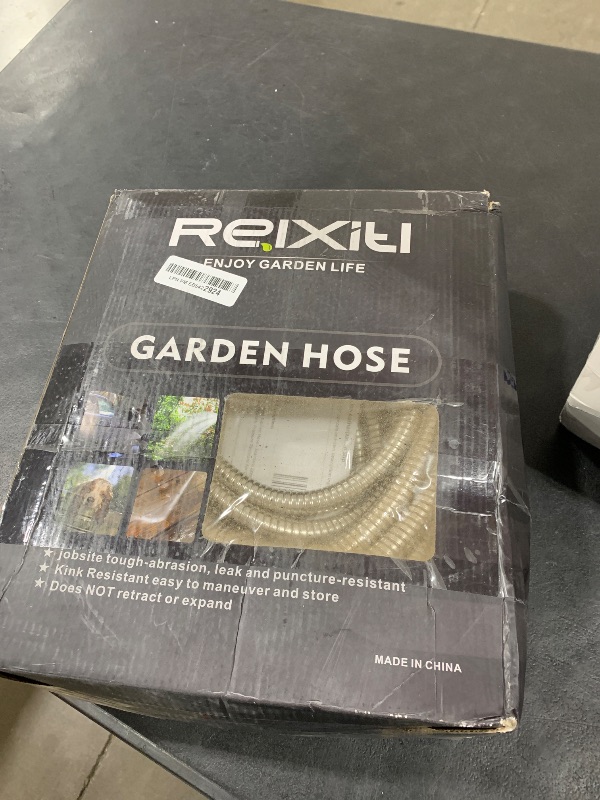 Reixiti
ENJOY GARDEN LIFE
2924
GARDEN HOSE
★ Jobsite tough-abrasion, leak and puncture-resistant
★ Kink Resistant easy to maneuver and store
★ Does NOT retract or expand
MADE IN CHINA